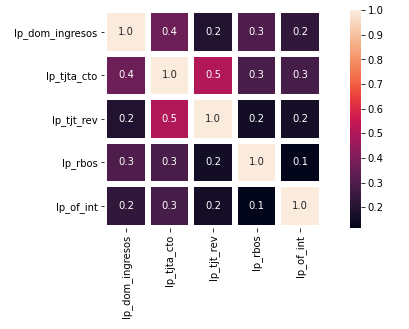 lp_dom_ingresos 1.0 0.4 0.2 0.3 0.2
lp_tjta_cto 0.4 1.0 0.5 0.3 0.3
lp_tjt_rev 0.2 0.5 1.0 0.2 0.2
lp_rbos 0.3 0.3 0.2 1.0 0.1
lp_of_int 0.2 0.3 0.2 0.1 1.0
lp_dom_ingresos lp_tjta_cto lp_tjt_rev lp_rbos lp_of_int
1.0
0.9
0.8
0.7
0.6
0.5
0.4
0.3
0.2